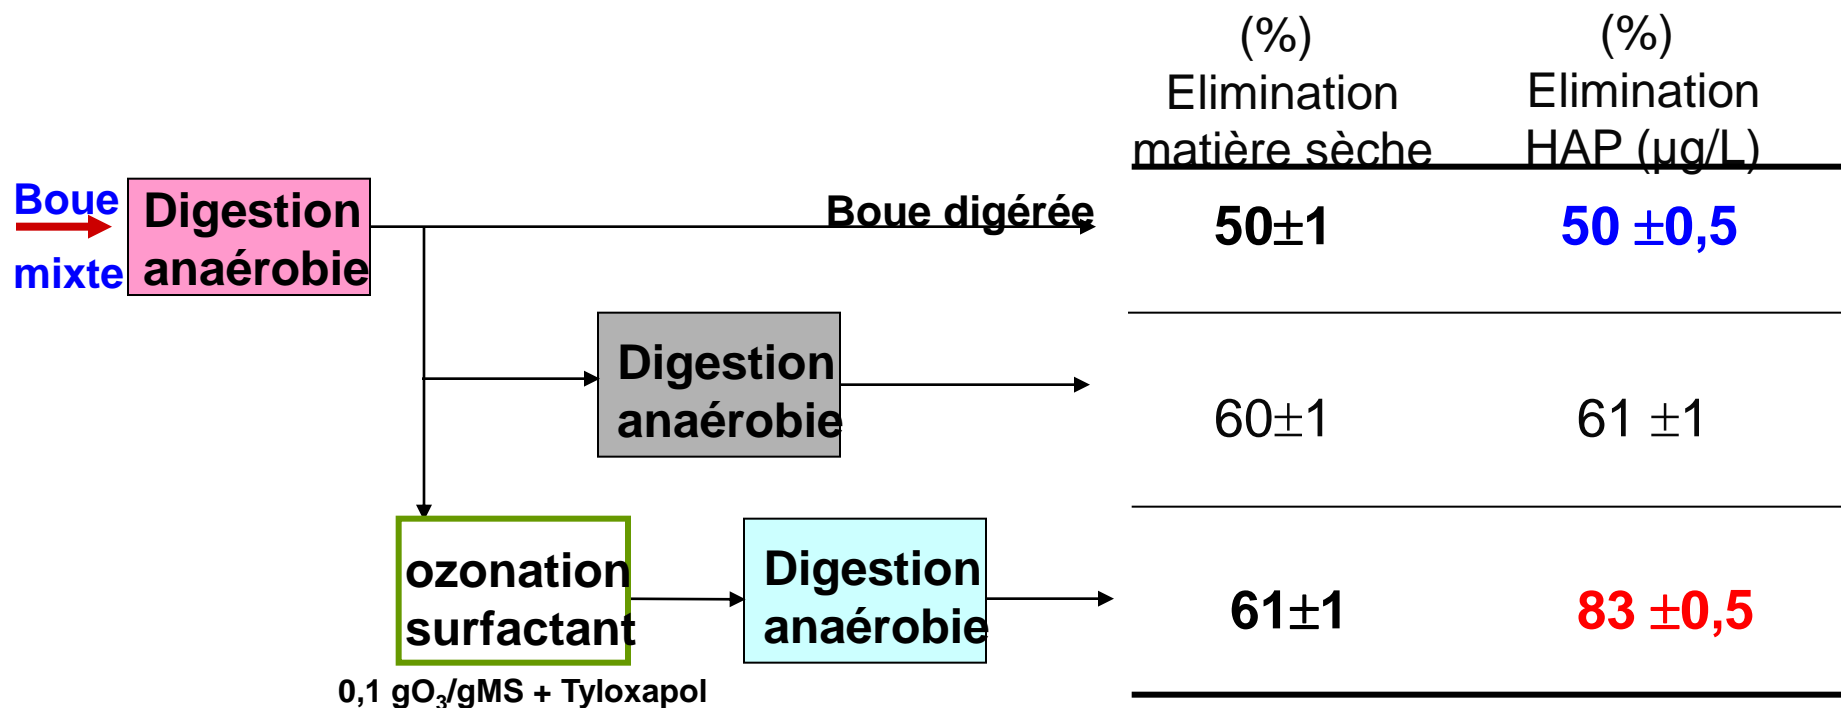 (%)
Elimination
matière sèche
(%)
Elimination
HAP (µg/L)
Boue
mixte
Digestion
anaérobie
Boue digérée
50±1
50 ±0,5
Digestion
anaérobie
60±1
61 ±1
ozonation
surfactant
Digestion
anaérobie
61±1
83 ±0,5
0,1 gO₃/gMS + Tyloxapol